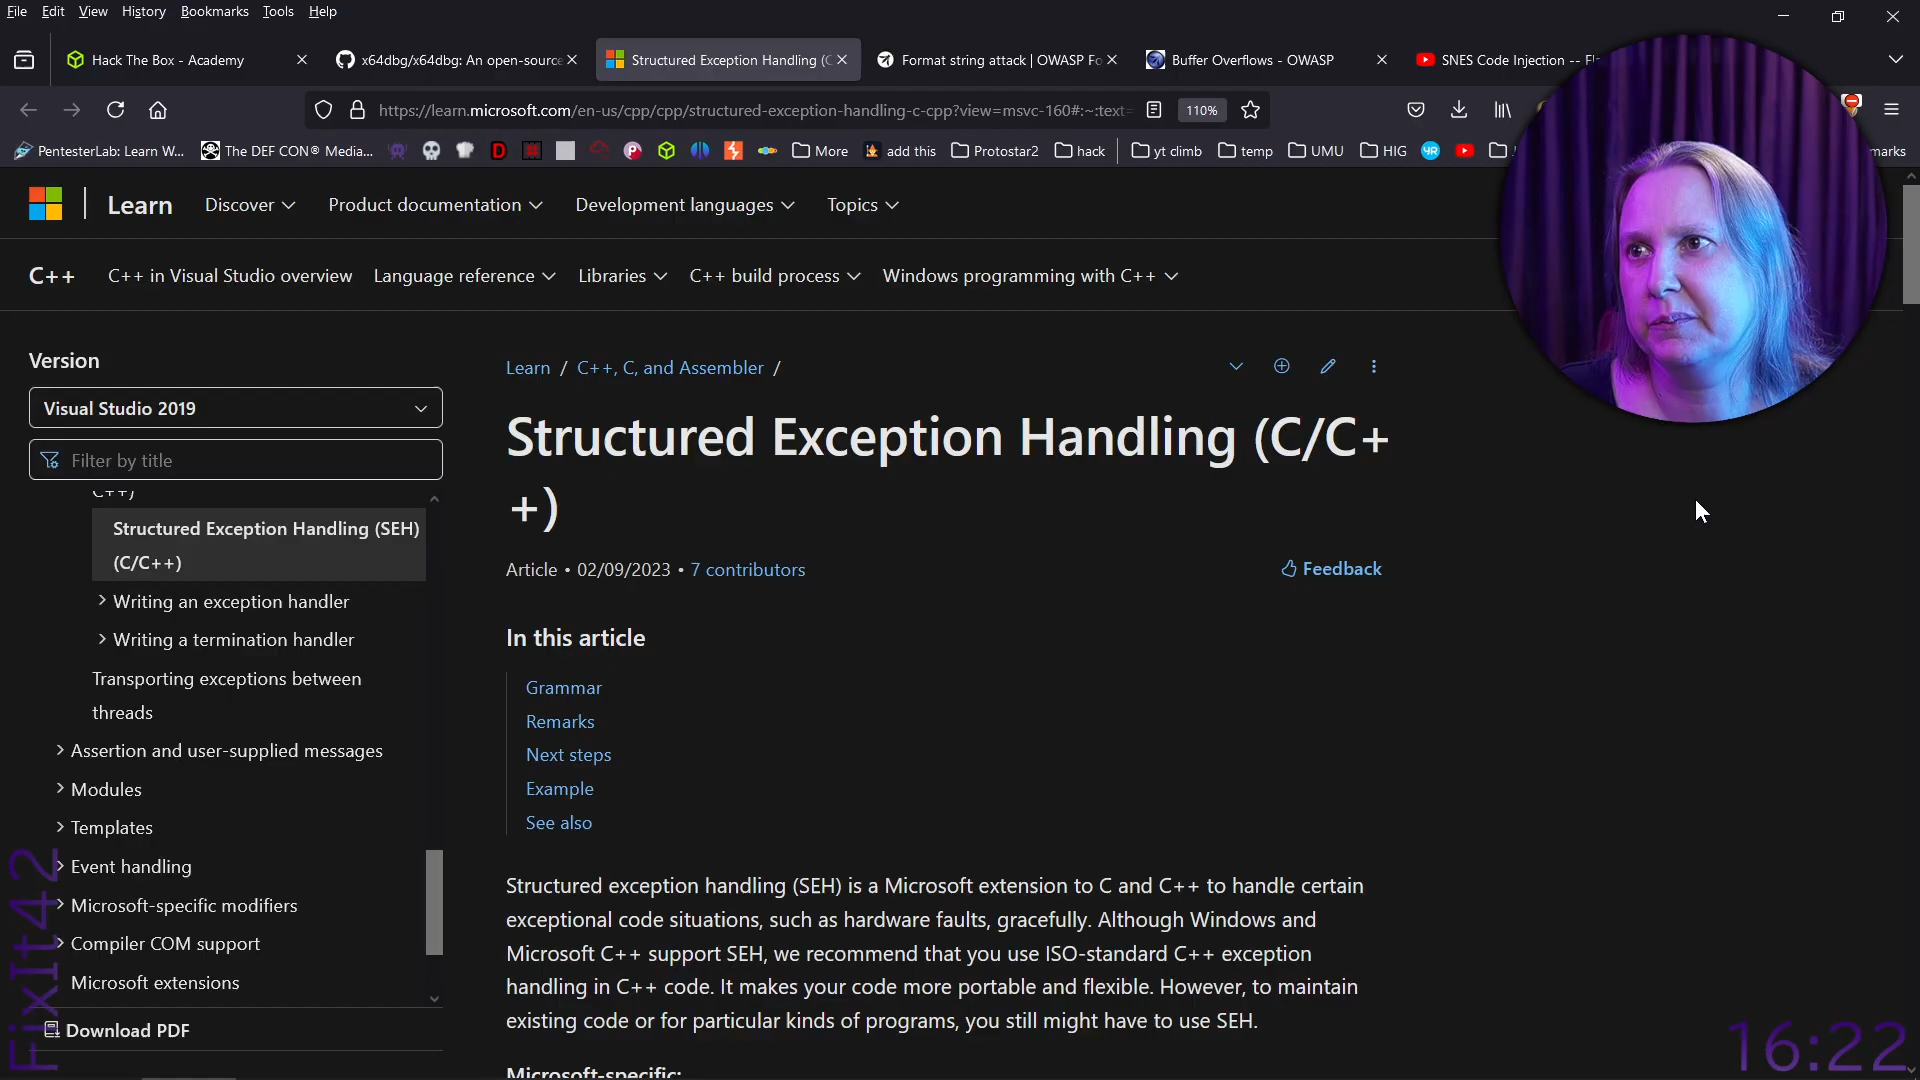 File Edit View History Bookmarks Tools Help
Hack The Box - Academy
x64dbg/x64dbg: An open-source
Structured Exception Handling (C
Format string attack | OWASP Fo
Buffer Overflows - OWASP
SNES Code Injection --
https://learn.microsoft.com/en-us/cpp/cpp/structured-exception-handling-c-cpp?view=msvc-160#:~:text=
110%
PentesterLab: Learn W... The DEF CON® Media... More add this Protostar2 hack yt climb temp UMU HIG
Learn Discover Product documentation Development languages Topics
C++ C++ in Visual Studio overview Language reference Libraries C++ build process Windows programming with C++
Version
Visual Studio 2019
Filter by title
C++)
Structured Exception Handling (SEH)
(C/C++)
Writing an exception handler
Writing a termination handler
Transporting exceptions between
threads
Assertion and user-supplied messages
Modules
Templates
Event handling
Microsoft-specific modifiers
Compiler COM support
Microsoft extensions
Download PDF
Learn / C++, C, and Assembler /
Structured Exception Handling (C/C+
+)
Article • 02/09/2023 • 7 contributors
Feedback
In this article
Grammar
Remarks
Next steps
Example
See also
Structured exception handling (SEH) is a Microsoft extension to C and C++ to handle certain
exceptional code situations, such as hardware faults, gracefully. Although Windows and
Microsoft C++ support SEH, we recommend that you use ISO-standard C++ exception
handling in C++ code. It makes your code more portable and flexible. However, to maintain
existing code or for particular kinds of programs, you still might have to use SEH.
Microsoft-specific:
FixIt42
16:22